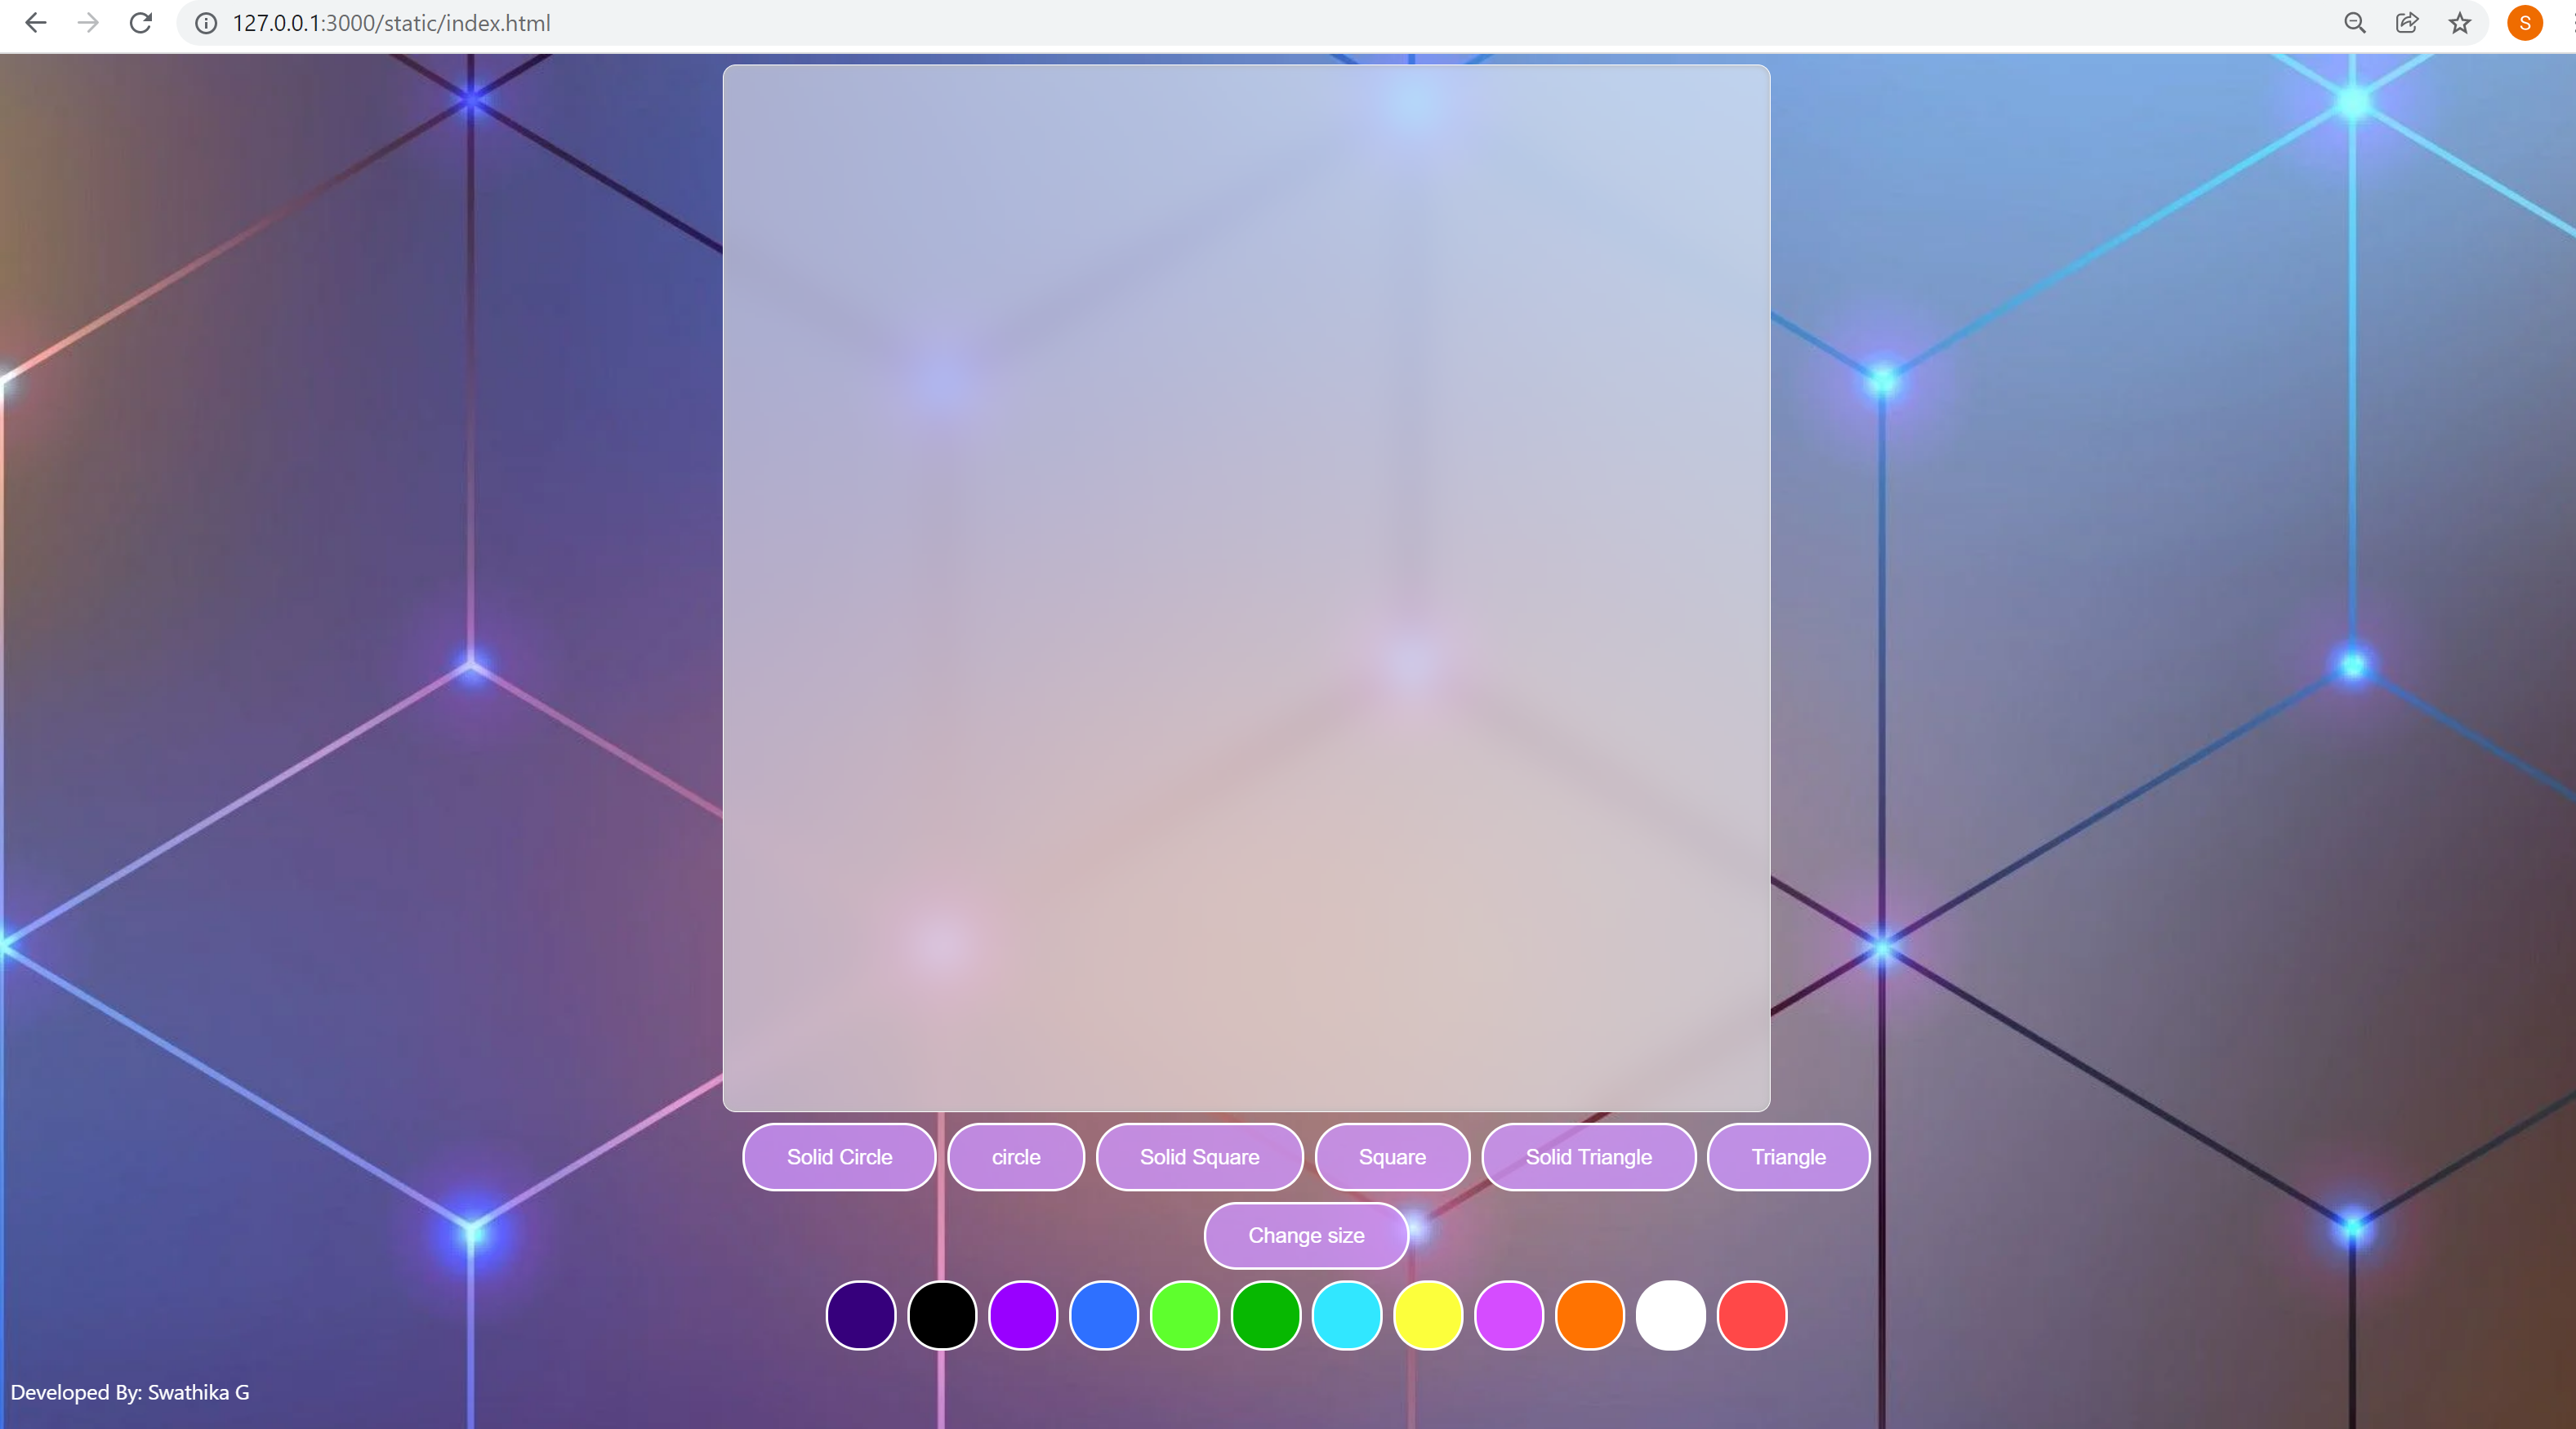 127.0.0.1:3000/static/index.html
S
Solid Circle circle Solid Square Square Solid Triangle Triangle
Change size
Developed By: Swathika G